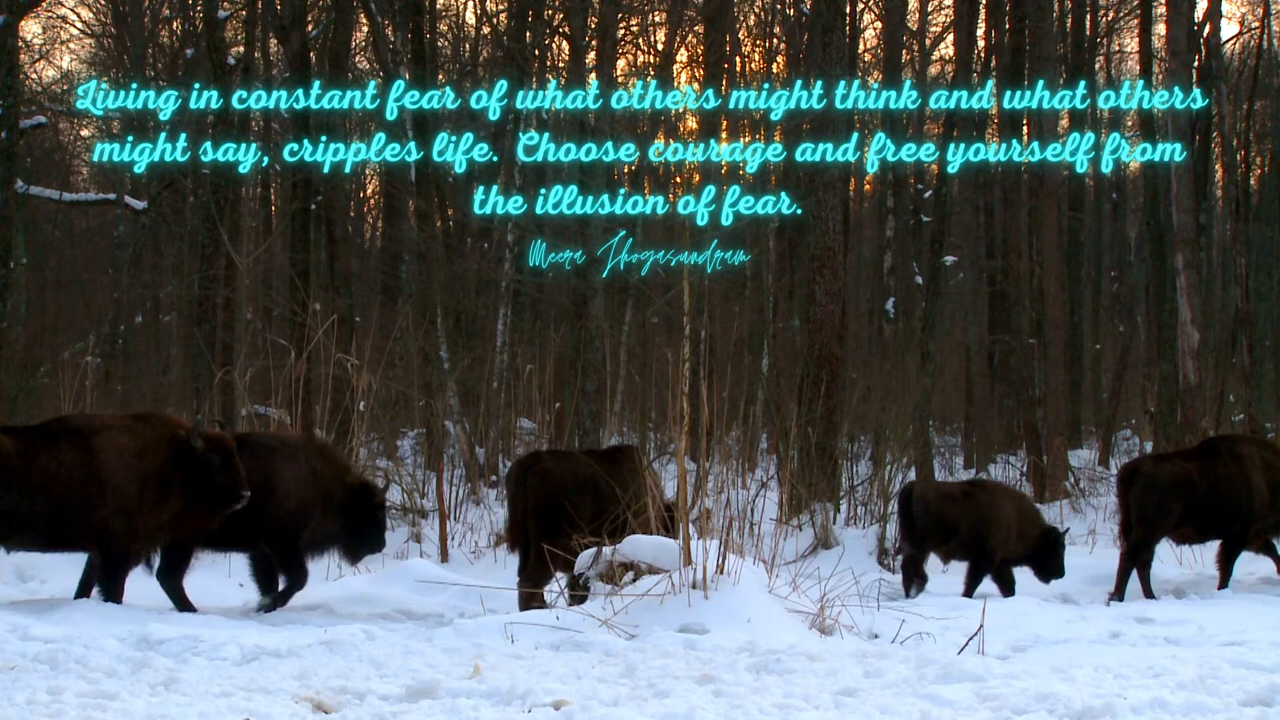 Living in constant fear of what others might think and what others
might say, cripples life. Choose courage and free yourself from
the illusion of fear.
Meera Jhogasundram